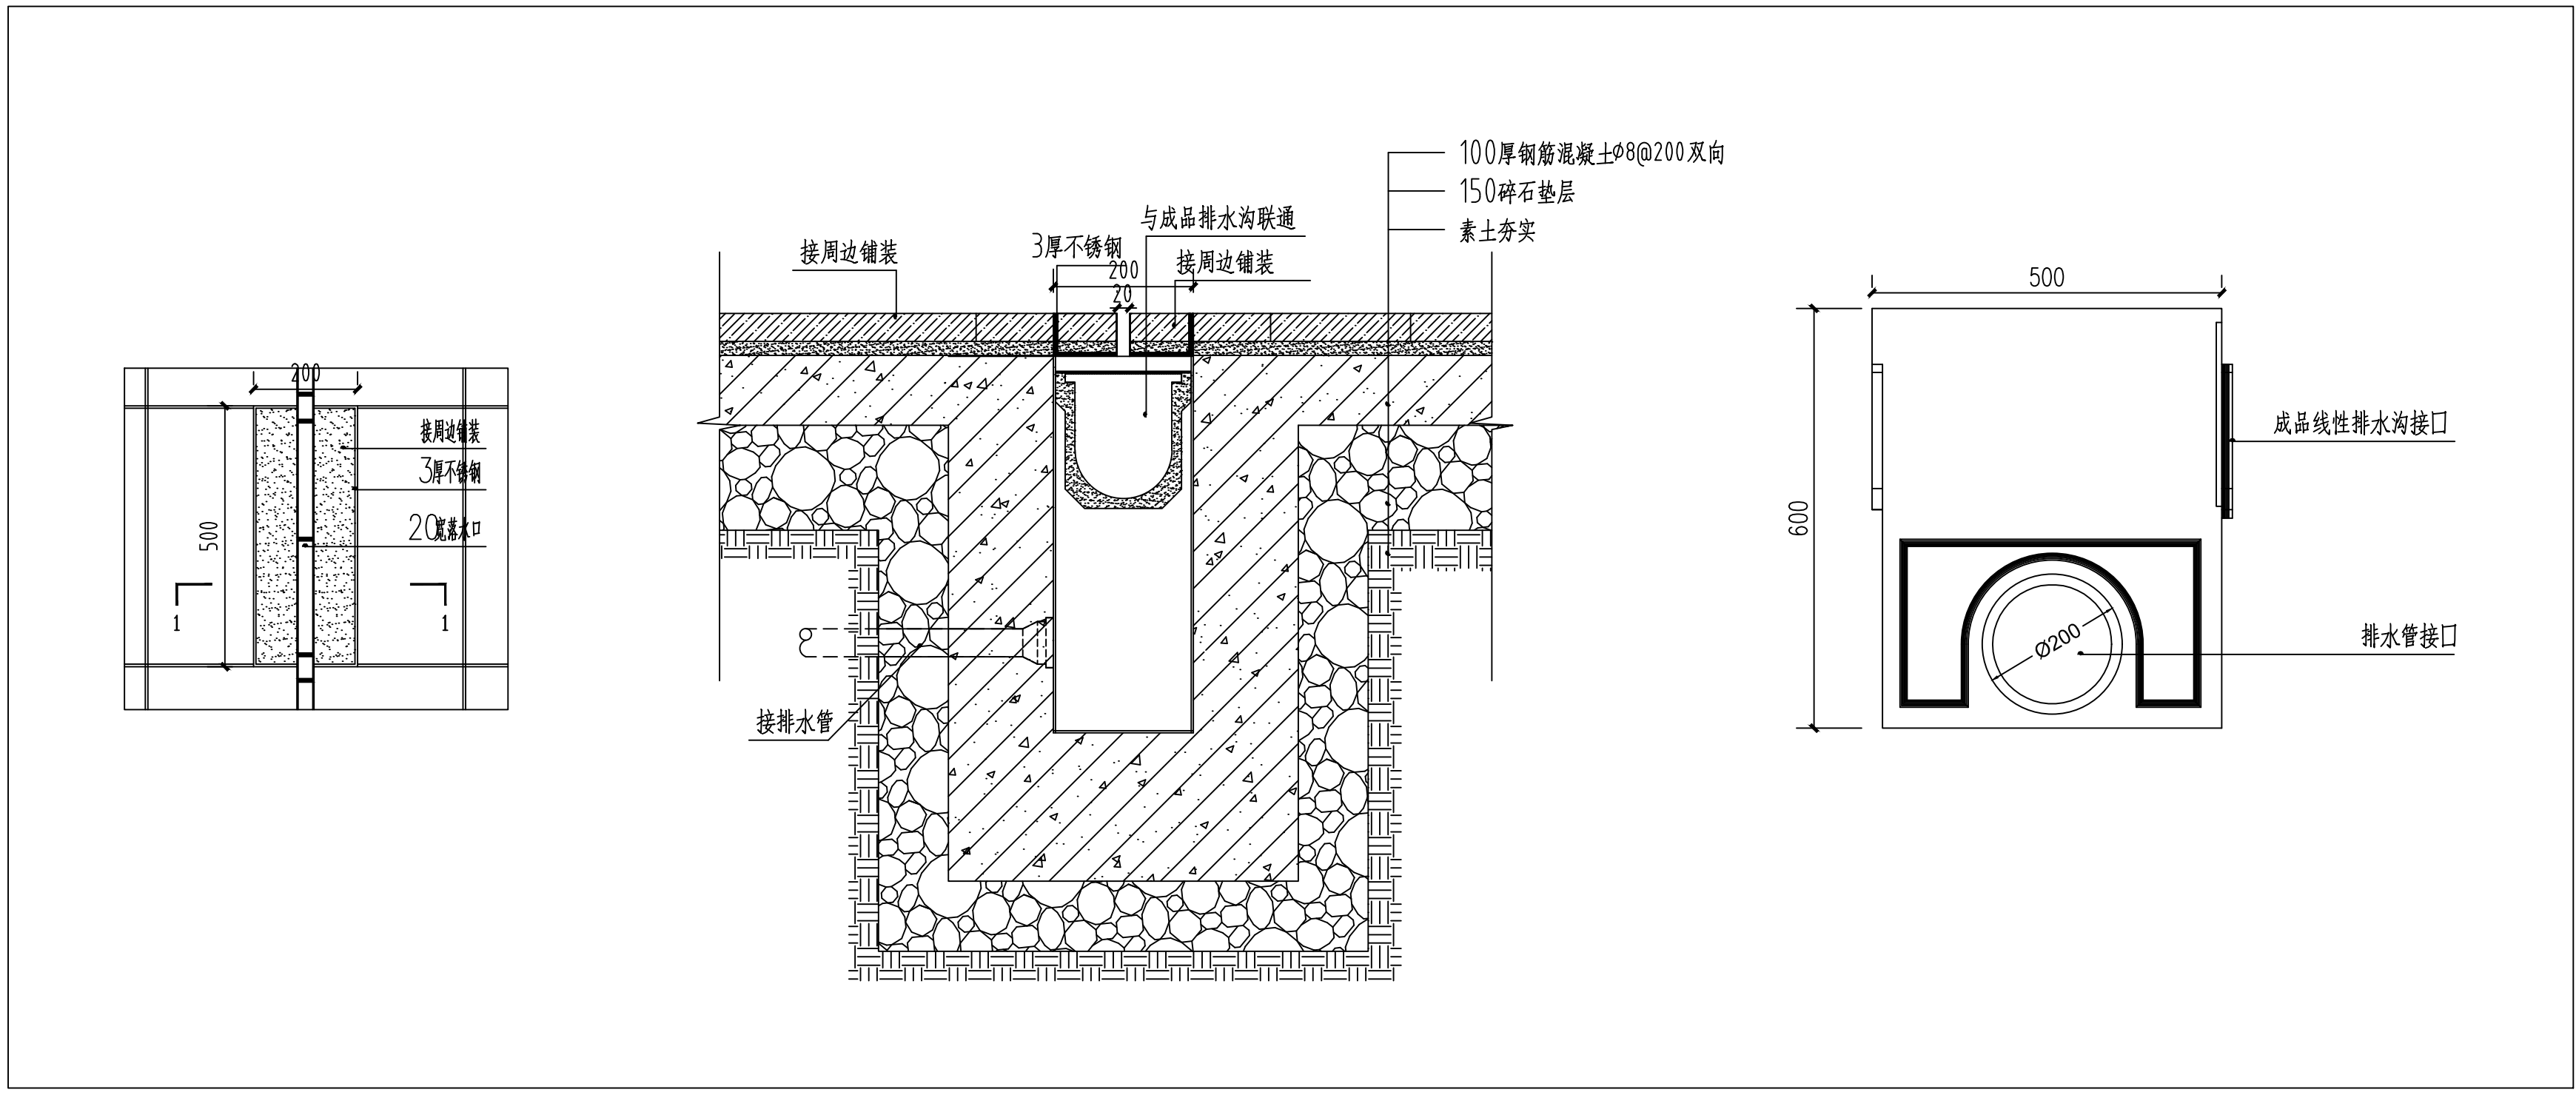 200
接周边铺装
3厚不锈钢
20宽落水口
500
1
1
100厚钢筋混凝土Ø8@200双向
150碎石垫层
素土夯实
与成品排水沟联通
接周边铺装
3厚不锈钢
接周边铺装
200
20
接排水管
500
600
成品线性排水沟接口
排水管接口
Ø200